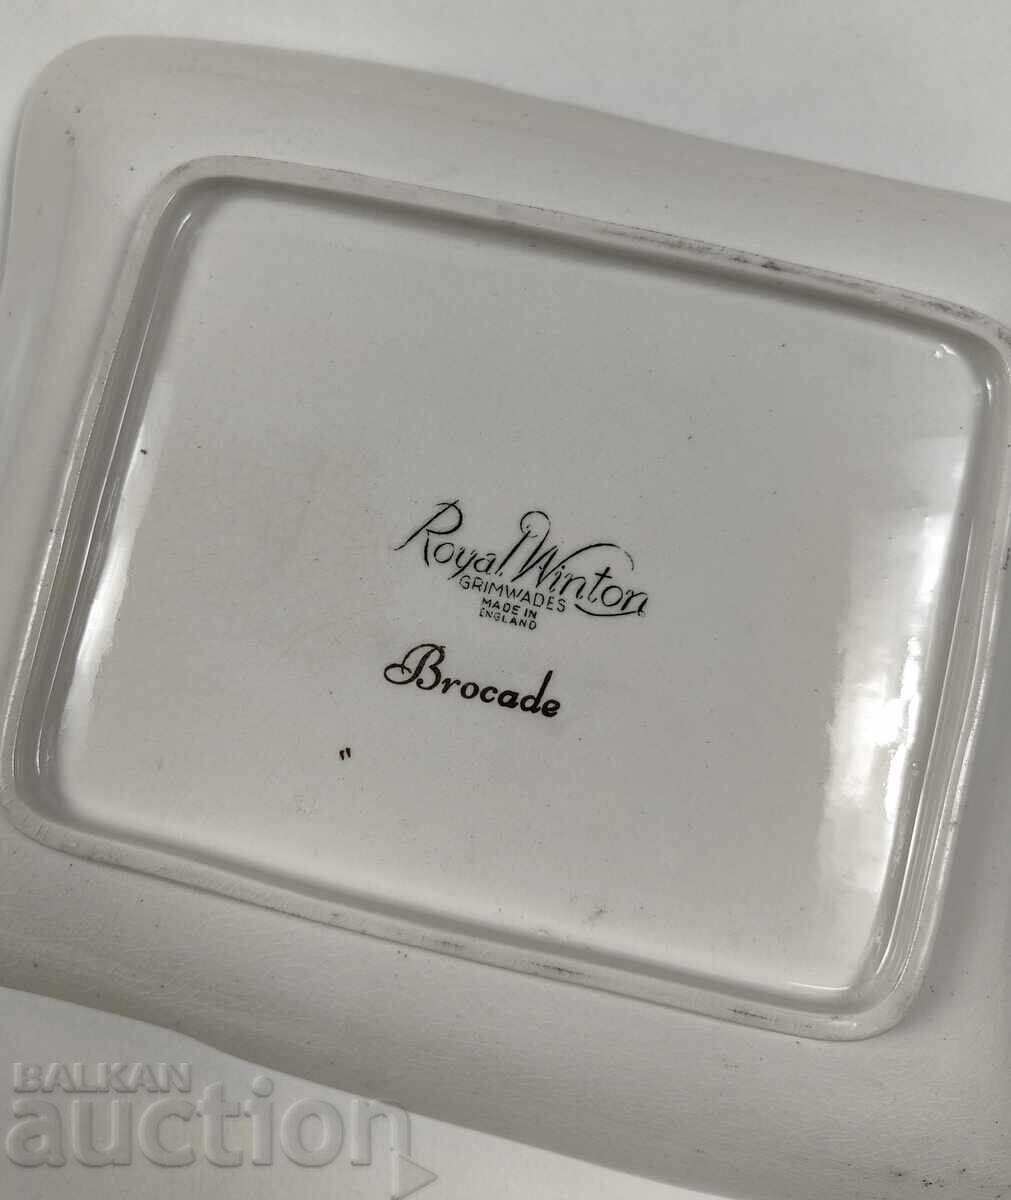 Royal Winton
GRIMWADES
MADE IN
ENGLAND
Brocade
"
BALKAN
auction